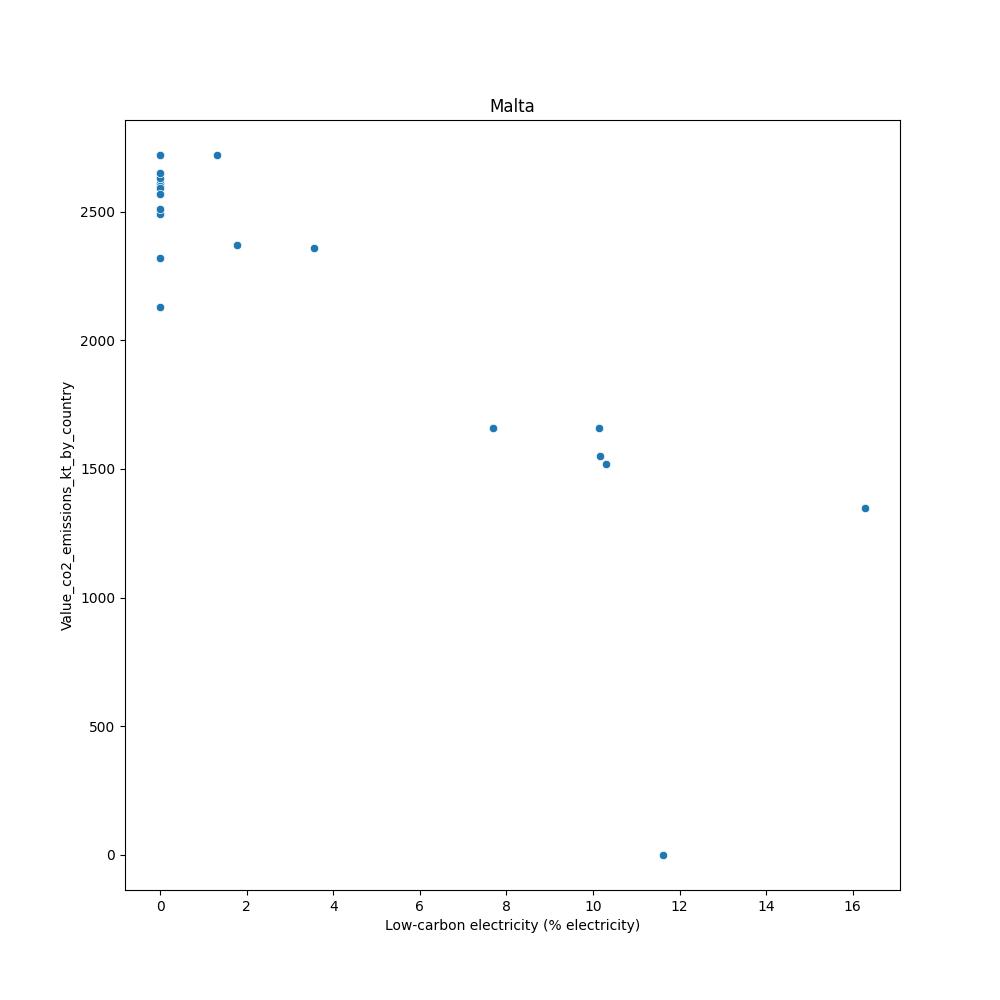 Malta
2500
2000
1500
1000
500
0
Value_co2_emissions_kt_by_country
0 2 4 6 8 10 12 14 16
Low-carbon electricity (% electricity)